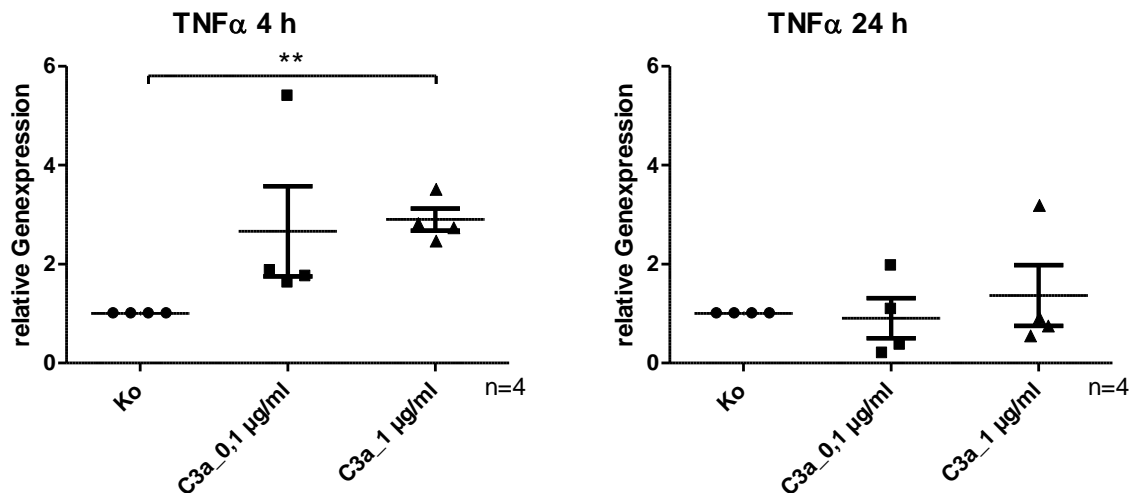 TNFα 4 h
**
relative Genexpression
6
4
2
0
Ko
C3a_0,1 µg/ml
C3a_1 µg/ml
n=4
TNFα 24 h
relative Genexpression
6
4
2
0
Ko
C3a_0,1 µg/ml
C3a_1 µg/ml
n=4